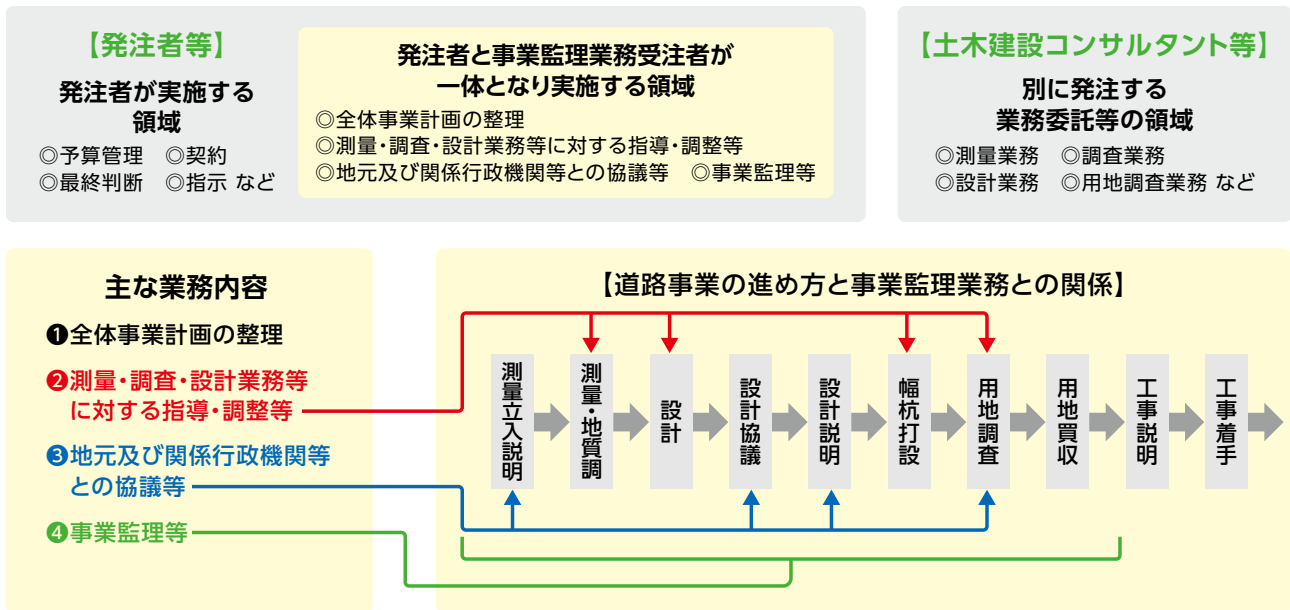 【発注者等】
発注者が実施する
領域
◎予算管理　◎契約
◎最終判断　◎指示 など
発注者と事業監理業務受注者が
一体となり実施する領域
◎全体事業計画の整理
◎測量・調査・設計業務等に対する指導・調整等
◎地元及び関係行政機関等との協議等　◎事業監理等
【土木建設コンサルタント等】
別に発注する
業務委託等の領域
◎測量業務　◎調査業務
◎設計業務　◎用地調査業務 など
主な業務内容
❶全体事業計画の整理
❷測量・調査・設計業務等
に対する指導・調整等
❸地元及び関係行政機関等
との協議等
❹事業監理等
【道路事業の進め方と事業監理業務との関係】
測量立入説明
測量・地質調
設計
設計協議
設計説明
幅杭打設
用地調査
用地買収
工事説明
工事着手